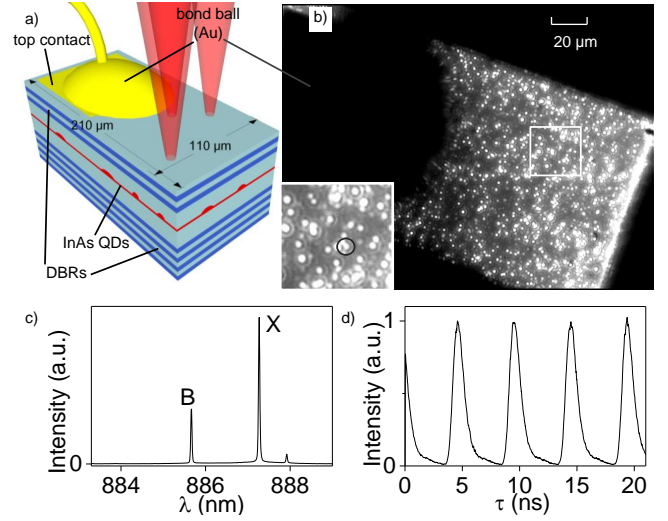 a)
bond ball
(Au)
top contact
210 µm
110 µm
InAs QDs
DBRs
b)
20 µm
c)
Intensity (a.u.)
0
B
X
884
886
888
λ (nm)
d)
Intensity (a.u.)
1
0
0
5
10
15
20
τ (ns)